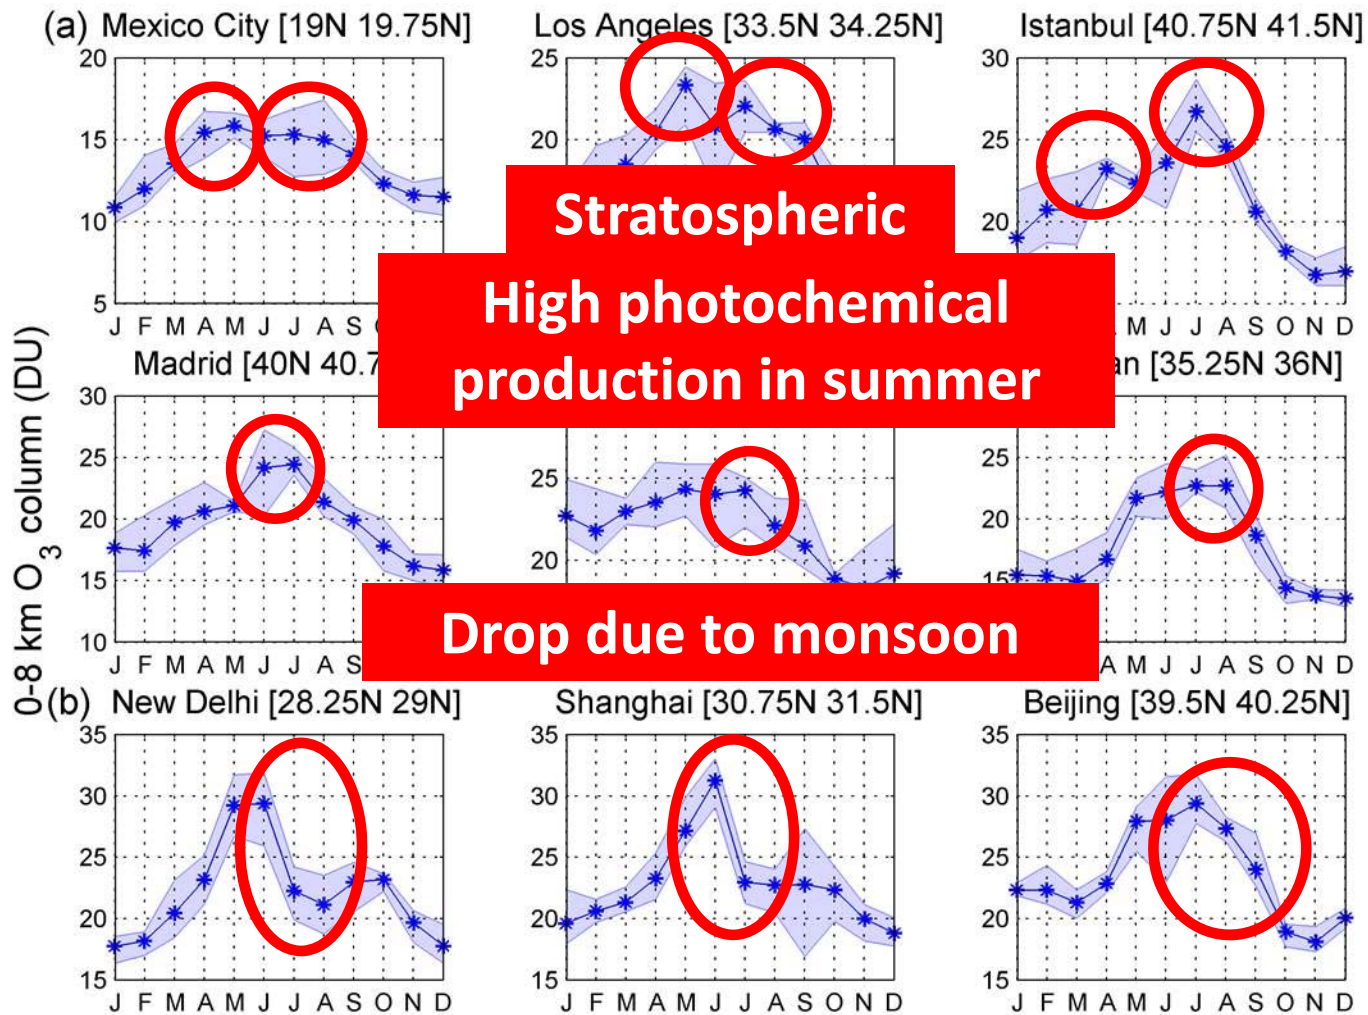 (a) Mexico City [19N 19.75N]
Los Angeles [33.5N 34.25N]
Istanbul [40.75N 41.5N]
20
15
10
5
25
20
30
25
20
Stratospheric
High photochemical
production in summer
J F M A M J J A S
A M J J A S O N D
0-8 km O3 column (DU)
Madrid [40N 40.7
an [35.25N 36N]
30
25
20
15
10
25
20
J F M A M J J A S
A M J J A S O N D
Drop due to monsoon
(b) New Delhi [28.25N 29N]
Shanghai [30.75N 31.5N]
Beijing [39.5N 40.25N]
35
30
25
20
15
35
30
25
20
15
35
30
25
20
15
J F M A M J J A S O N D
J F M A M J J A S O N D
J F M A M J J A S O N D